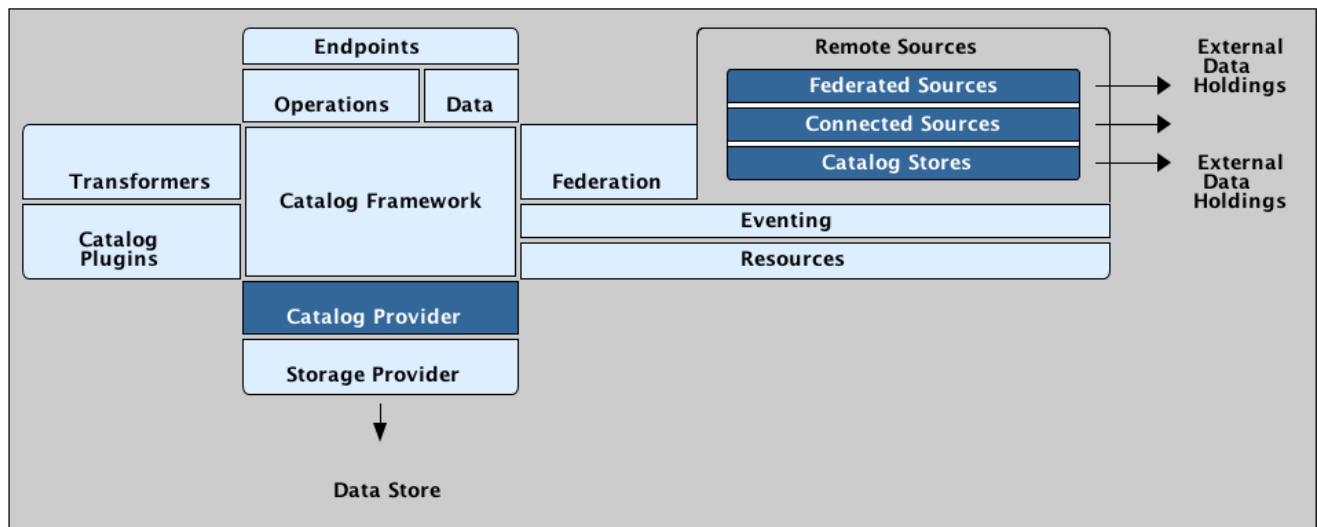 Endpoints
Operations
Data
Transformers
Catalog
Plugins
Catalog Framework
Federation
Remote Sources
Federated Sources
Connected Sources
Catalog Stores
External
Data
Holdings
External
Data
Holdings
Eventing
Resources
Catalog Provider
Storage Provider
Data Store